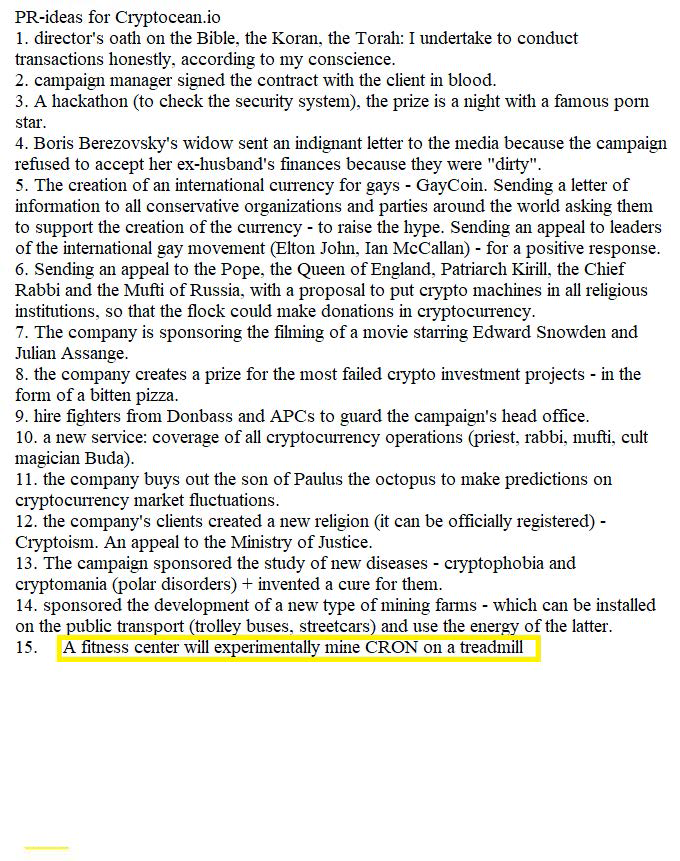 PR-ideas for Cryptocean.io
1. director's oath on the Bible, the Koran, the Torah: I undertake to conduct
transactions honestly, according to my conscience.
2. campaign manager signed the contract with the client in blood.
3. A hackathon (to check the security system), the prize is a night with a famous porn
star.
4. Boris Berezovsky's widow sent an indignant letter to the media because the campaign
refused to accept her ex-husband's finances because they were "dirty".
5. The creation of an international currency for gays - GayCoin. Sending a letter of
information to all conservative organizations and parties around the world asking them
to support the creation of the currency - to raise the hype. Sending an appeal to leaders
of the international gay movement (Elton John, Ian McCallan) - for a positive response.
6. Sending an appeal to the Pope, the Queen of England, Patriarch Kirill, the Chief
Rabbi and the Mufti of Russia, with a proposal to put crypto machines in all religious
institutions, so that the flock could make donations in cryptocurrency.
7. The company is sponsoring the filming of a movie starring Edward Snowden and
Julian Assange.
8. the company creates a prize for the most failed crypto investment projects - in the
form of a bitten pizza.
9. hire fighters from Donbass and APCs to guard the campaign's head office.
10. a new service: coverage of all cryptocurrency operations (priest, rabbi, mufti, cult
magician Buda).
11. the company buys out the son of Paulus the octopus to make predictions on
cryptocurrency market fluctuations.
12. the company's clients created a new religion (it can be officially registered) -
Cryptoism. An appeal to the Ministry of Justice.
13. The campaign sponsored the study of new diseases - cryptophobia and
cryptomania (polar disorders) + invented a cure for them.
14. sponsored the development of a new type of mining farms - which can be installed
on the public transport (trolley buses, streetcars) and use the energy of the latter.
15. A fitness center will experimentally mine CRON on a treadmill